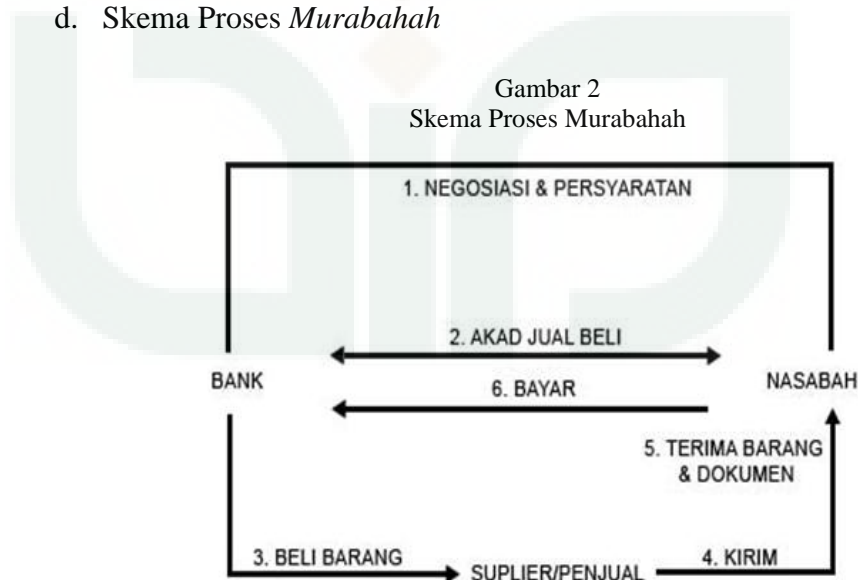 d. Skema Proses Murabahah
Gambar 2
Skema Proses Murabahah
1. NEGOSIASI & PERSYARATAN
2. AKAD JUAL BELI
BANK
NASABAH
6. BAYAR
5. TERIMA BARANG
& DOKUMEN
3. BELI BARANG
SUPLIER/PENJUAL
4. KIRIM